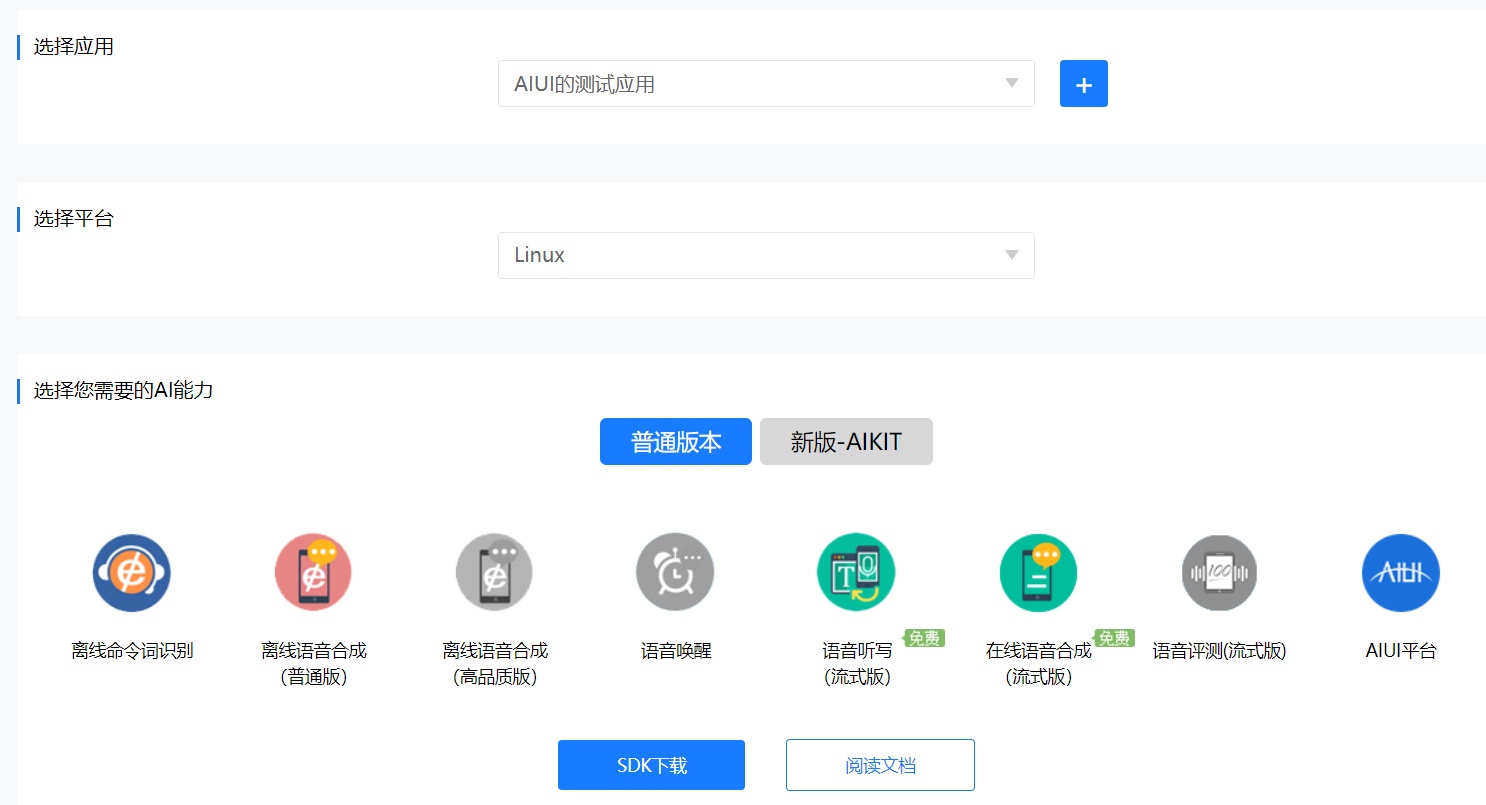 选择应用
AIUI的测试应用
+
选择平台
Linux
选择您需要的AI能力
普通版本
新版-AIKIT
T
100
AIUI
离线命令词识别
离线语音合成
(普通版)
离线语音合成
(高品质版)
语音唤醒
语音听写
(流式版)
免费
在线语音合成
(流式版)
免费
语音评测(流式版)
AIUI平台
SDK下载
阅读文档